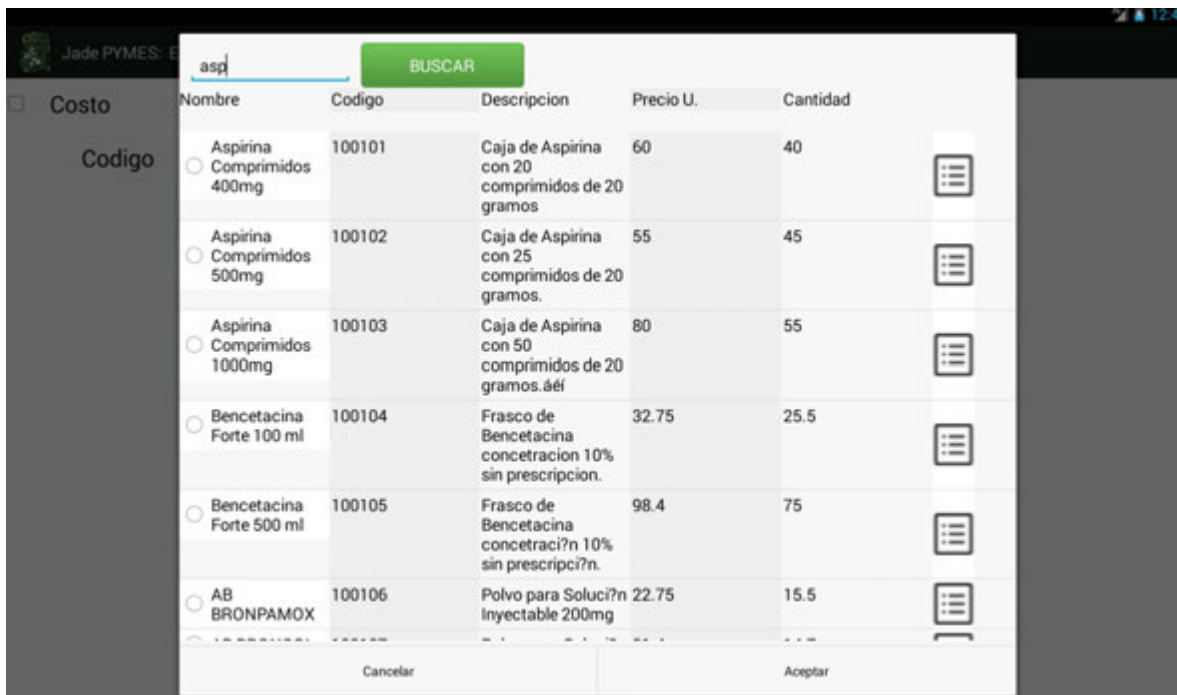 12:4
Jade PYMES: E
asp
BUSCAR
Costo
Codigo
Nombre Codigo Descripcion Precio U. Cantidad
Aspirina Comprimidos 400mg 100101 Caja de Aspirina con 20 comprimidos de 20 gramos 60 40
Aspirina Comprimidos 500mg 100102 Caja de Aspirina con 25 comprimidos de 20 gramos. 55 45
Aspirina Comprimidos 1000mg 100103 Caja de Aspirina con 50 comprimidos de 20 gramos.áéí 80 55
Bencetacina Forte 100 ml 100104 Frasco de Bencetacina concetracion 10% sin prescripcion. 32.75 25.5
Bencetacina Forte 500 ml 100105 Frasco de Bencetacina concetraci?n 10% sin prescripci?n. 98.4 75
AB BRONPAMOX 100106 Polvo para Soluci?n Inyectable 200mg 22.75 15.5
Cancelar Aceptar